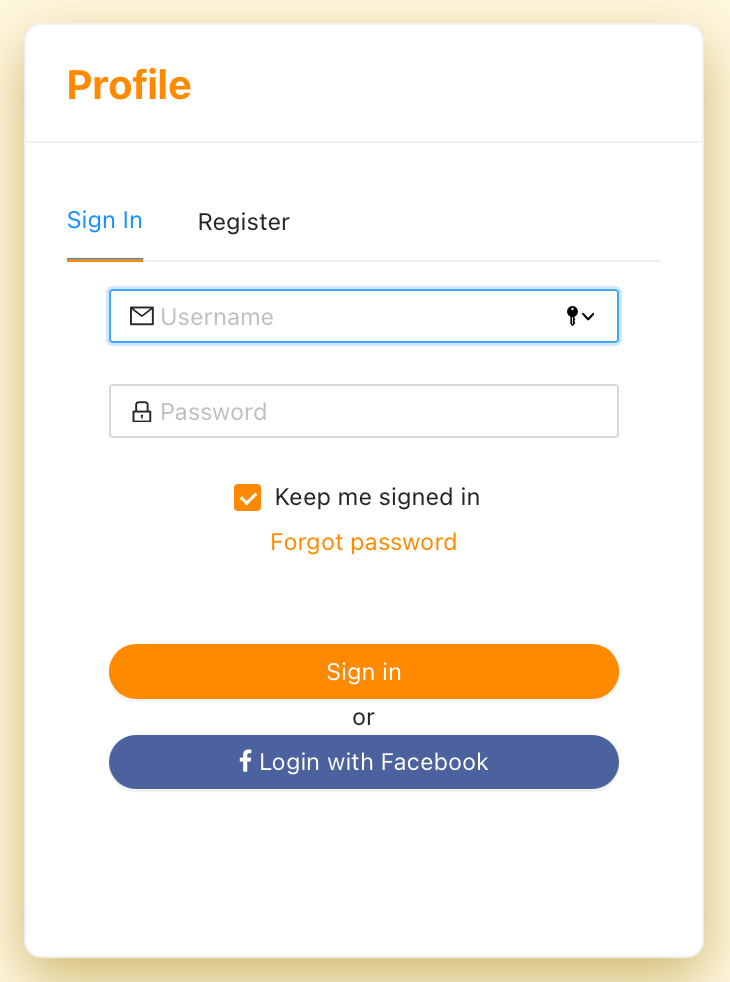 Profile
Sign In Register
Username
Password
Keep me signed in
Forgot password
Sign in
or
Login with Facebook